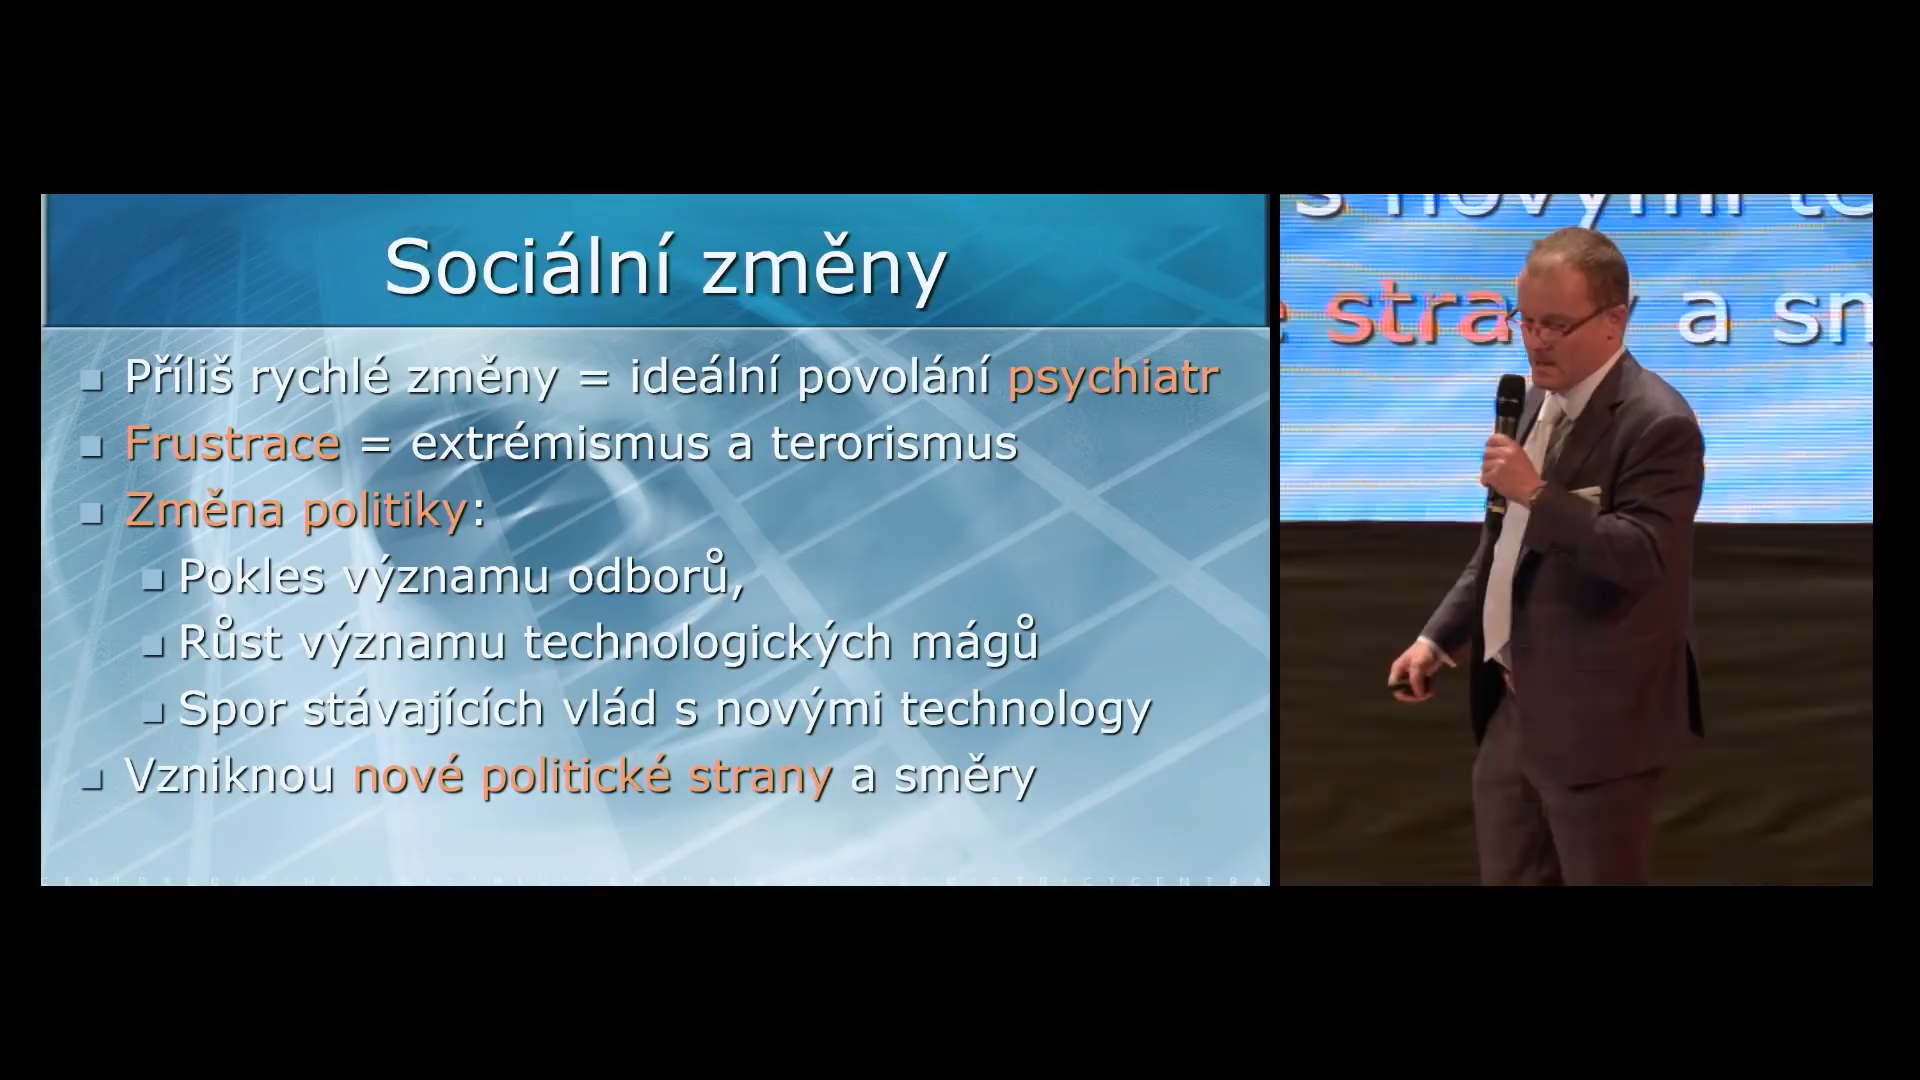 Sociální změny
Příliš rychlé změny = ideální povolání psychiatr
Frustrace = extrémismus a terorismus
Změna politiky:
Pokles významu odborů,
Růst významu technologických mágů
Spor stávajících vlád s novými technology
Vzniknou nové politické strany a směry
s novými
a